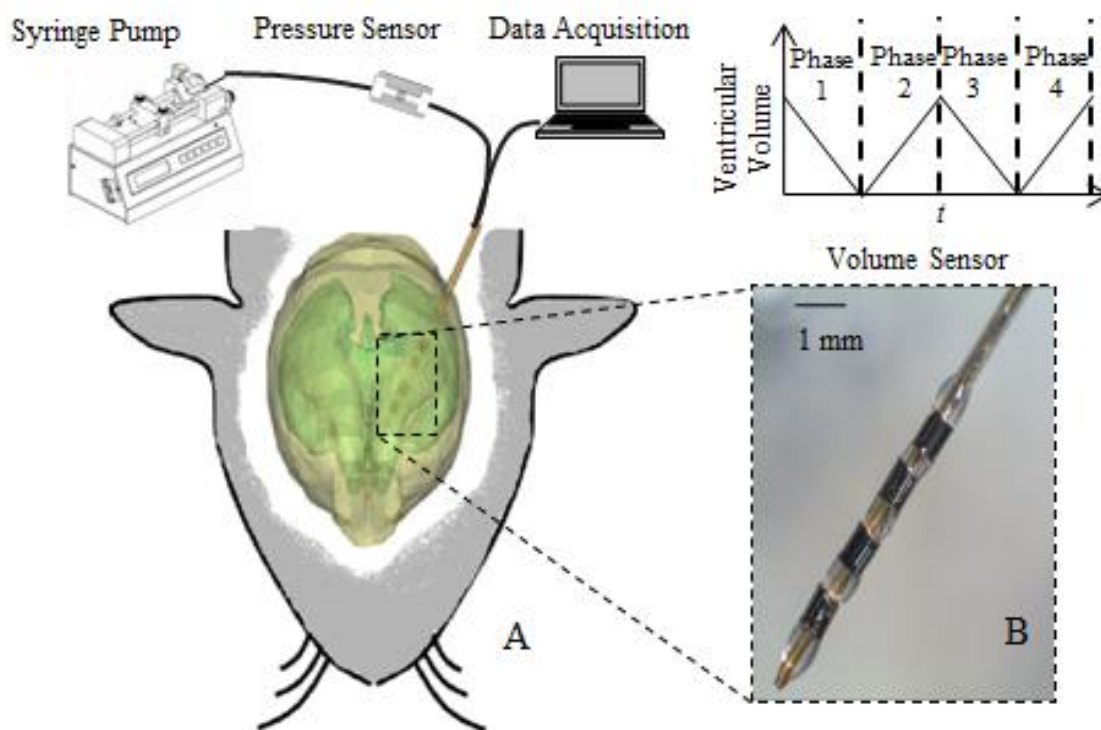 Syringe Pump
Pressure Sensor
Data Acquisition
Phase 1
Phase 2
Phase 3
Phase 4
Ventricular
Volume
t
Volume Sensor
1 mm
A
B